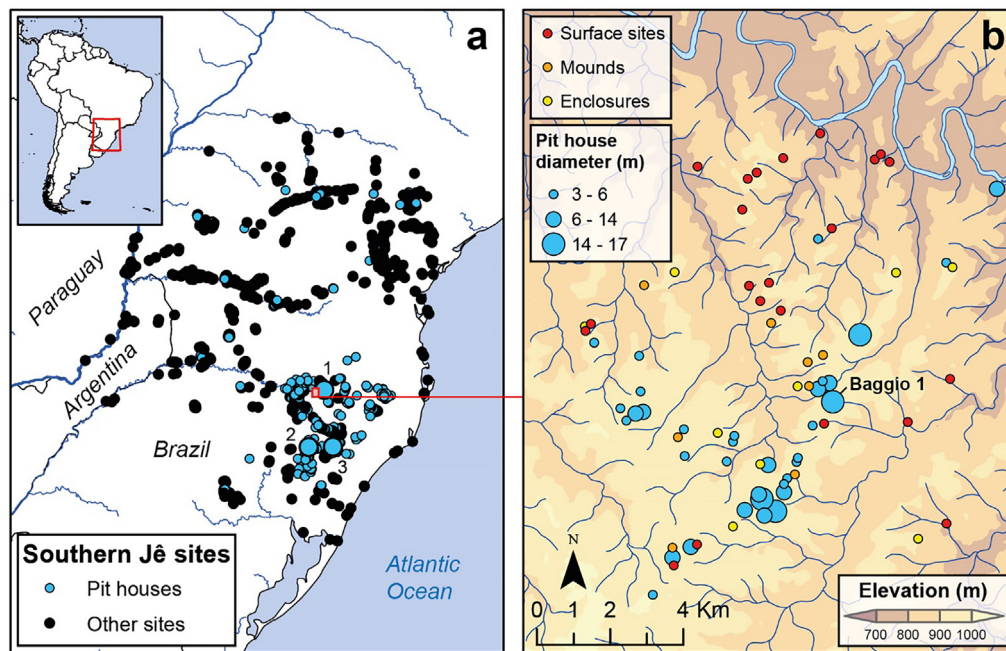 a
Paraguay
Argentina
Brazil
1
2
3
Atlantic
Ocean
Southern Jê sites
Pit houses
Other sites
b
Surface sites
Mounds
Enclosures
Pit house
diameter (m)
3 - 6
6 - 14
14 - 17
Baggio 1
N
0 1 2 4 Km
Elevation (m)
700 800 900 1000